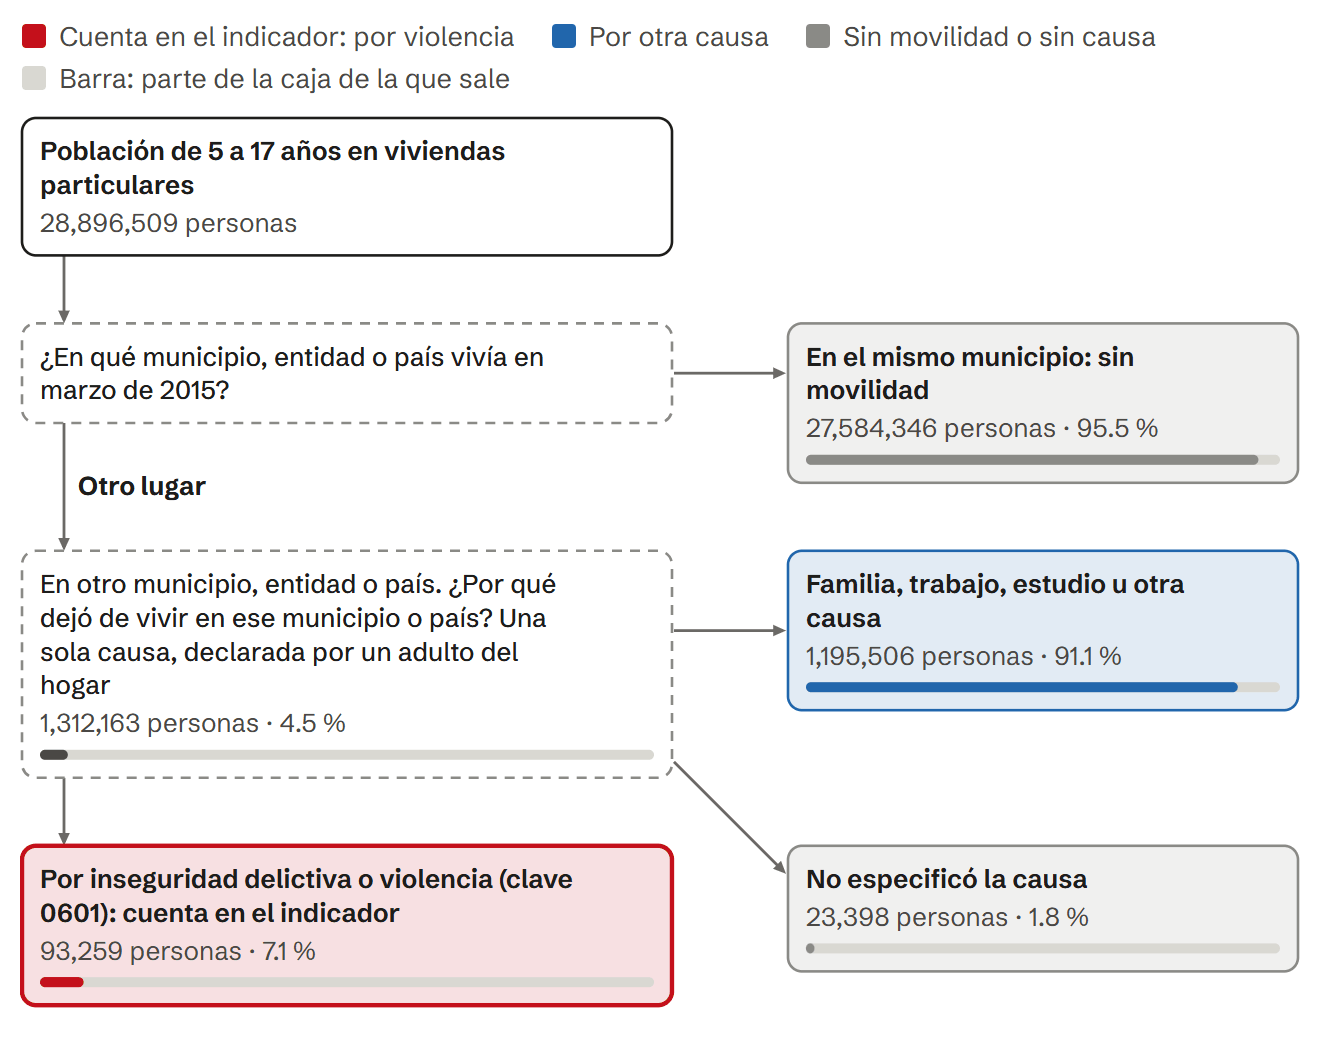 Cuenta en el indicador: por violencia
Por otra causa
Sin movilidad o sin causa
Barra: parte de la caja de la que sale
Población de 5 a 17 años en viviendas
particulares
28,896,509 personas
¿En qué municipio, entidad o país vivía en
marzo de 2015?
En el mismo municipio: sin
movilidad
27,584,346 personas · 95.5 %
Otro lugar
En otro municipio, entidad o país. ¿Por qué
dejó de vivir en ese municipio o país? Una
sola causa, declarada por un adulto del
hogar
1,312,163 personas · 4.5 %
Familia, trabajo, estudio u otra
causa
1,195,506 personas · 91.1 %
Por inseguridad delictiva o violencia (clave
0601): cuenta en el indicador
93,259 personas · 7.1 %
No especificó la causa
23,398 personas · 1.8 %